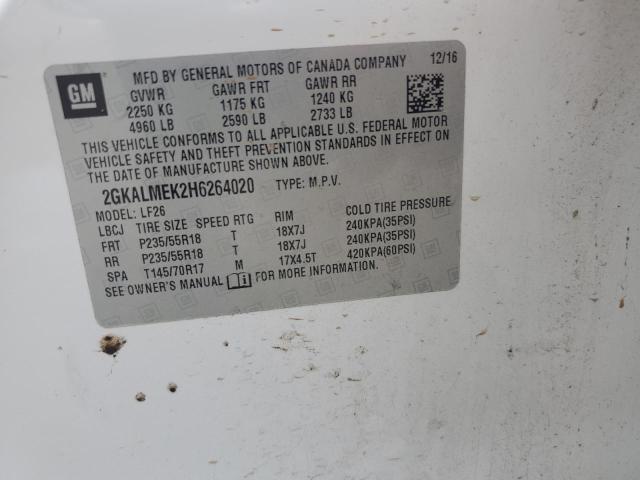 GM
MFD BY GENERAL MOTORS OF CANADA COMPANY 12/16
GVWR GAWR FRT GAWR RR
2250 KG 1175 KG 1240 KG
4960 LB 2590 LB 2733 LB
THIS VEHICLE CONFORMS TO ALL APPLICABLE U.S. FEDERAL MOTOR
VEHICLE SAFETY AND THEFT PREVENTION STANDARDS IN EFFECT ON
THE DATE OF MANUFACTURE SHOWN ABOVE.
2GKALMEK2H6264020 TYPE: M.P.V.
MODEL: LF26
LBCJ TIRE SIZE SPEED RTG RIM COLD TIRE PRESSURE
FRT P235/55R18 T 18X7J 240KPA(35PSI)
RR P235/55R18 T 18X7J 240KPA(35PSI)
SPA T145/70R17 M 17X4.5T 420KPA(60PSI)
SEE OWNER'S MANUAL FOR MORE INFORMATION.